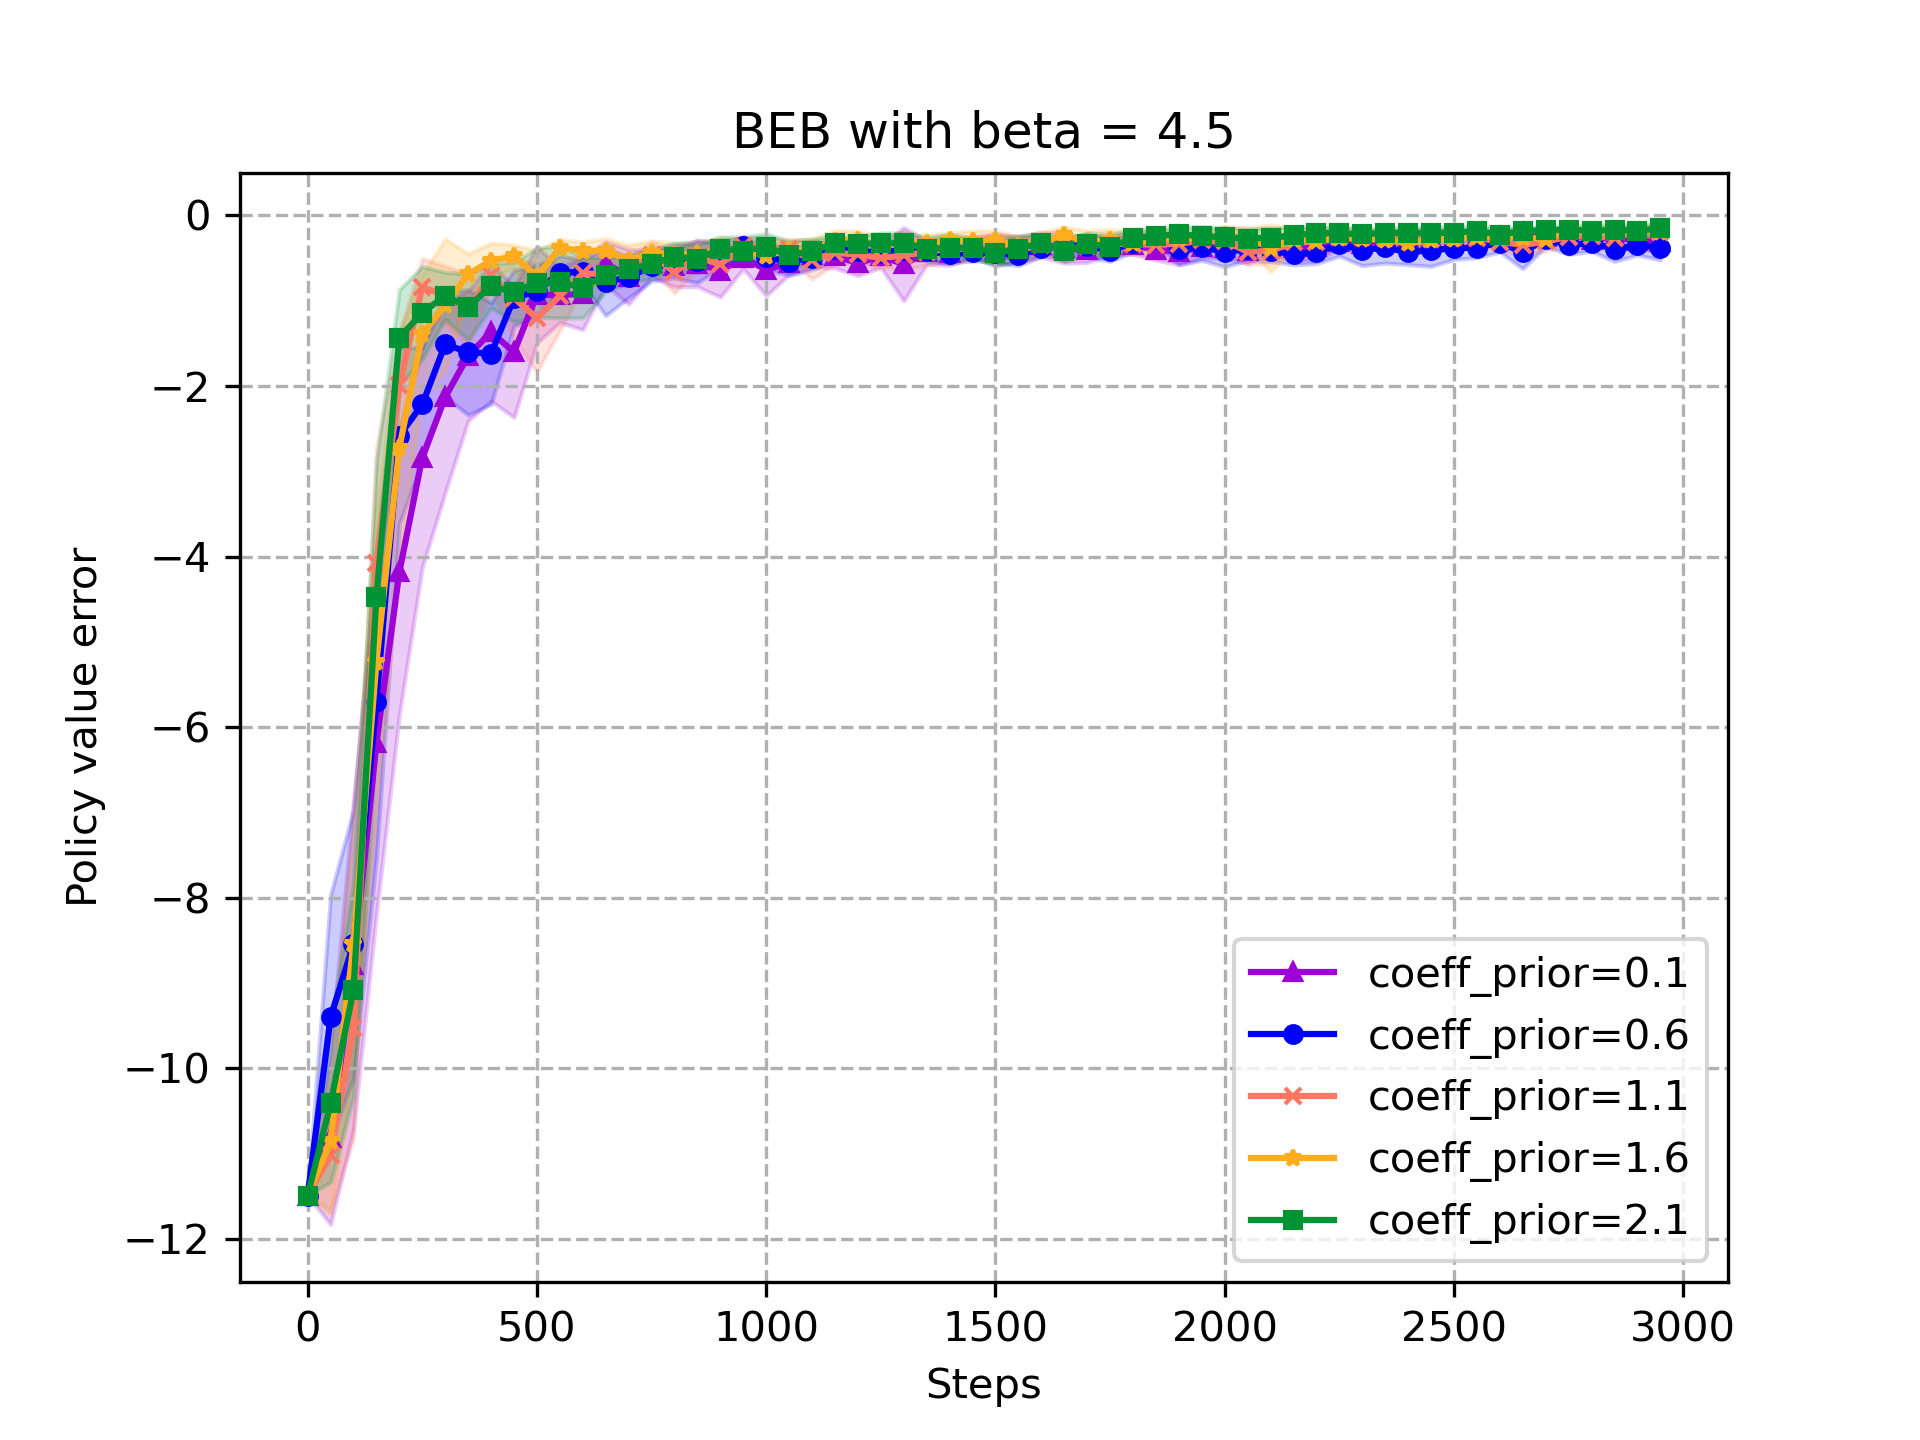 BEB with beta = 4.5
Policy value error
0
−2
−4
−6
−8
−10
−12
coeff_prior=0.1
coeff_prior=0.6
coeff_prior=1.1
coeff_prior=1.6
coeff_prior=2.1
0 500 1000 1500 2000 2500 3000
Steps